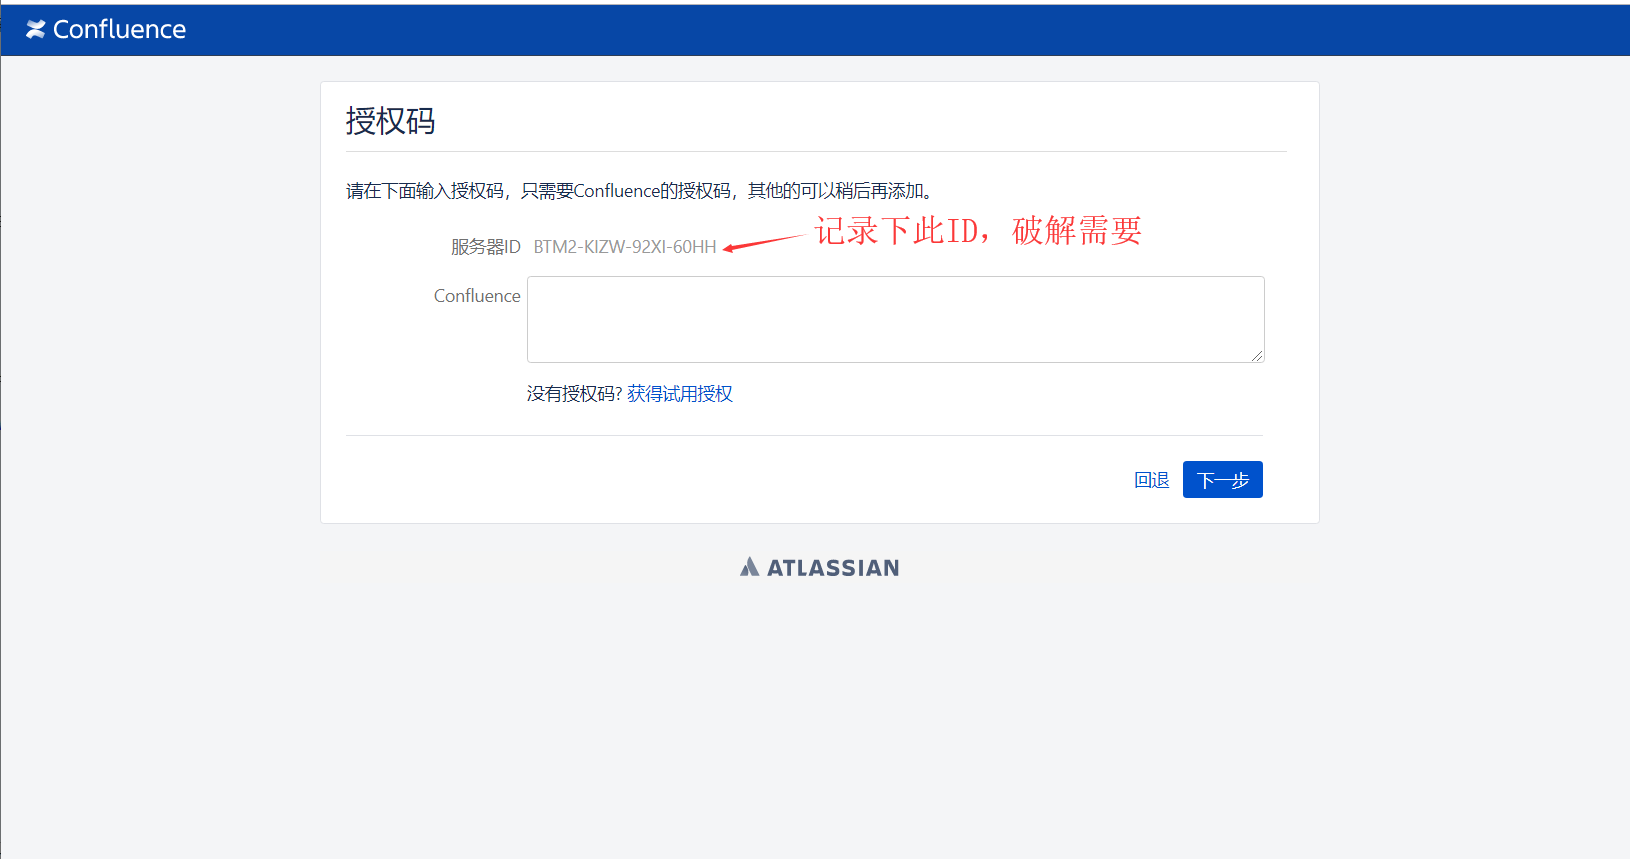 Confluence
授权码
请在下面输入授权码，只需要Confluence的授权码，其他的可以稍后再添加。
记录下此ID，破解需要
服务器ID BTM2-KIZW-92XI-60HH
Confluence
没有授权码? 获得试用授权
回退 下一步
ATLASSIAN